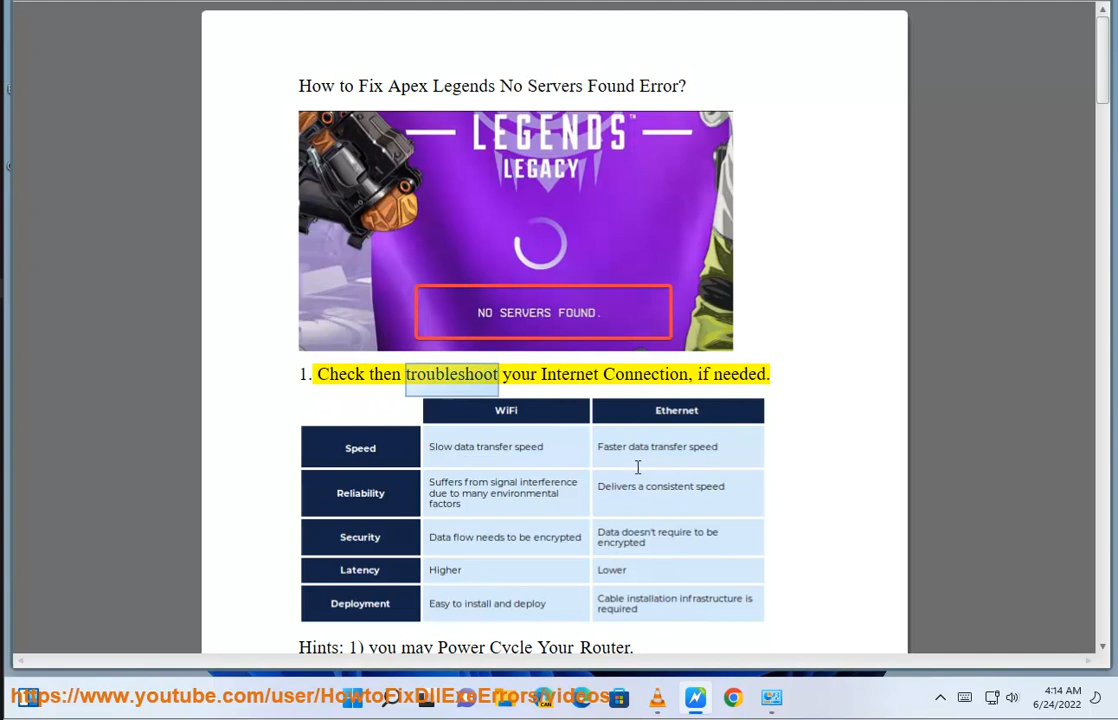 How to Fix Apex Legends No Servers Found Error?
LEGENDS™
LEGACY
NO SERVERS FOUND.
1. Check then troubleshoot your Internet Connection, if needed.
WiFi Ethernet
Speed Slow data transfer speed Faster data transfer speed
Reliability Suffers from signal interference due to many environmental factors Delivers a consistent speed
Security Data flow needs to be encrypted Data doesn't require to be encrypted
Latency Higher Lower
Deployment Easy to install and deploy Cable installation infrastructure is required
Hints: 1) you may Power Cycle Your Router.
https://www.youtube.com/user/HowtoFixDllExeErrors/videos
4:14 AM
6/24/2022